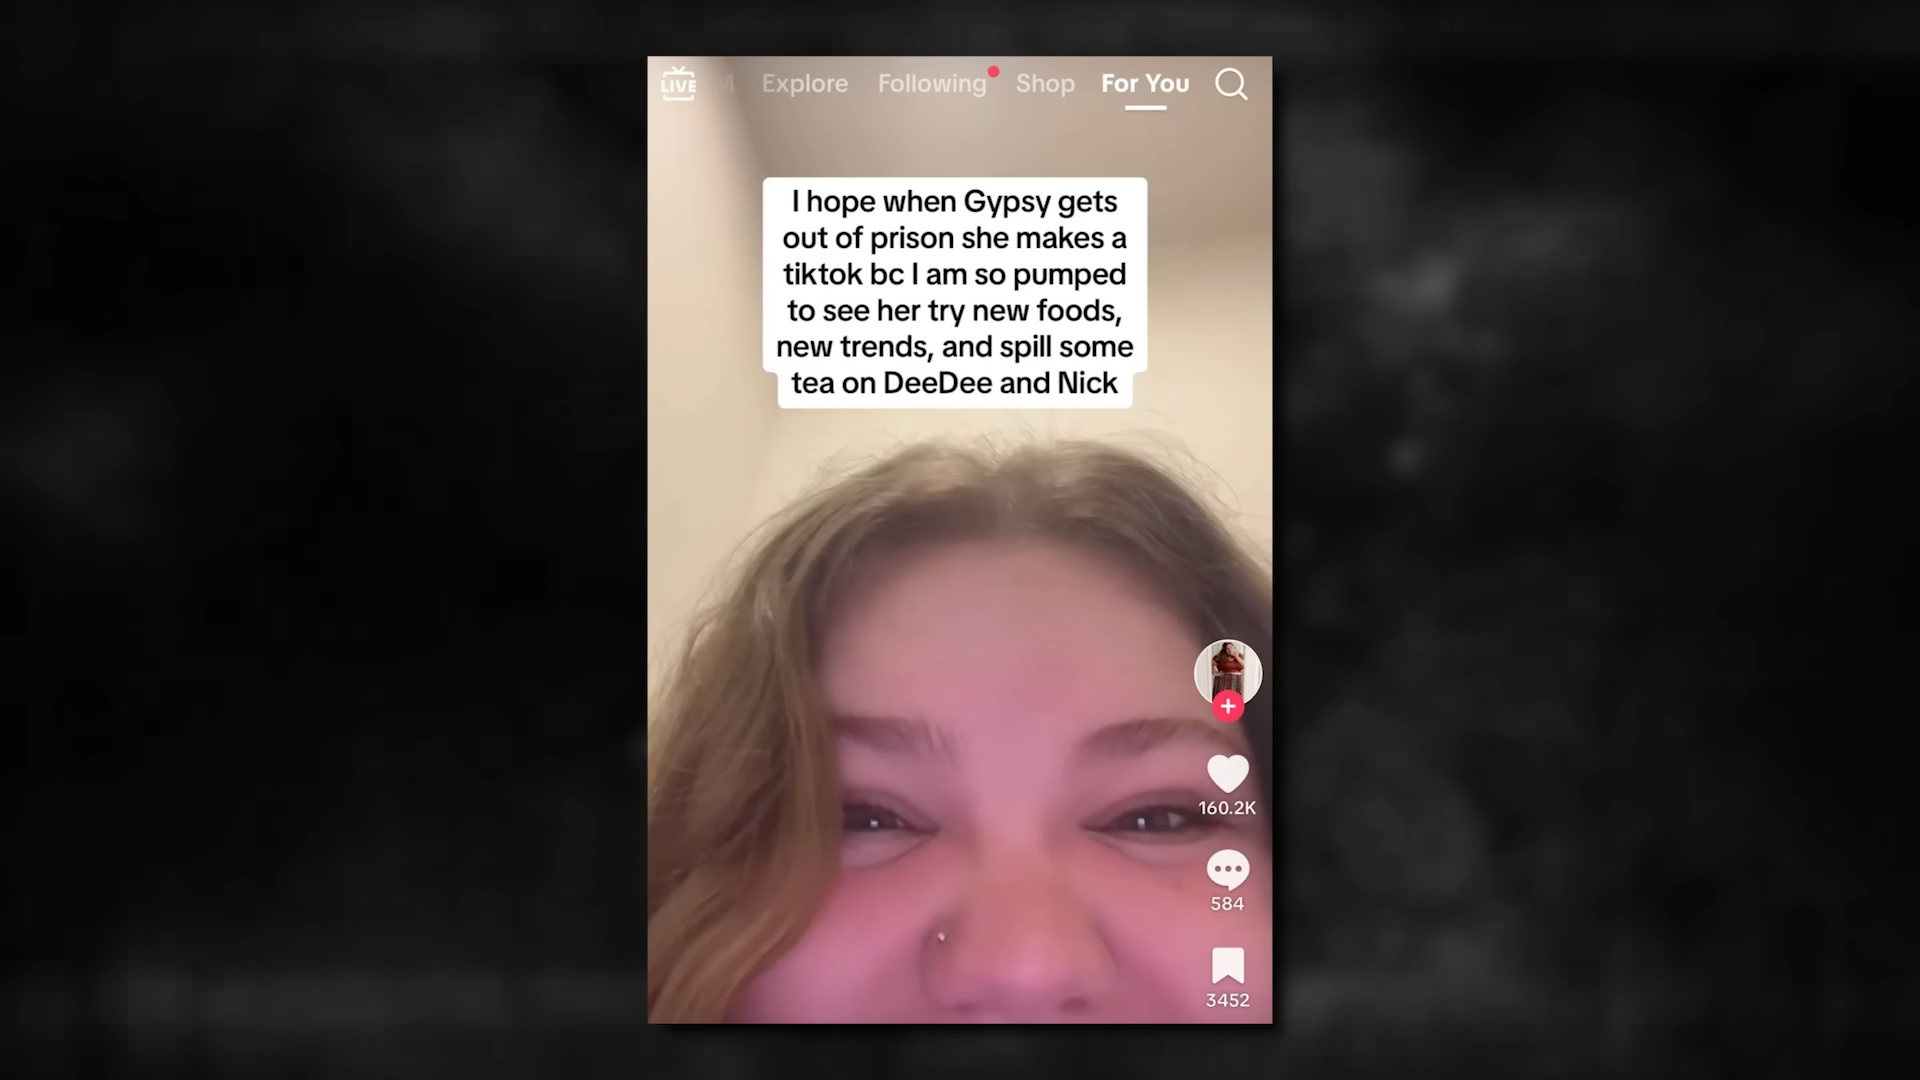 LIVE Explore Following Shop For You
I hope when Gypsy gets
out of prison she makes a
tiktok bc I am so pumped
to see her try new foods,
new trends, and spill some
tea on DeeDee and Nick
160.2K
584
3452